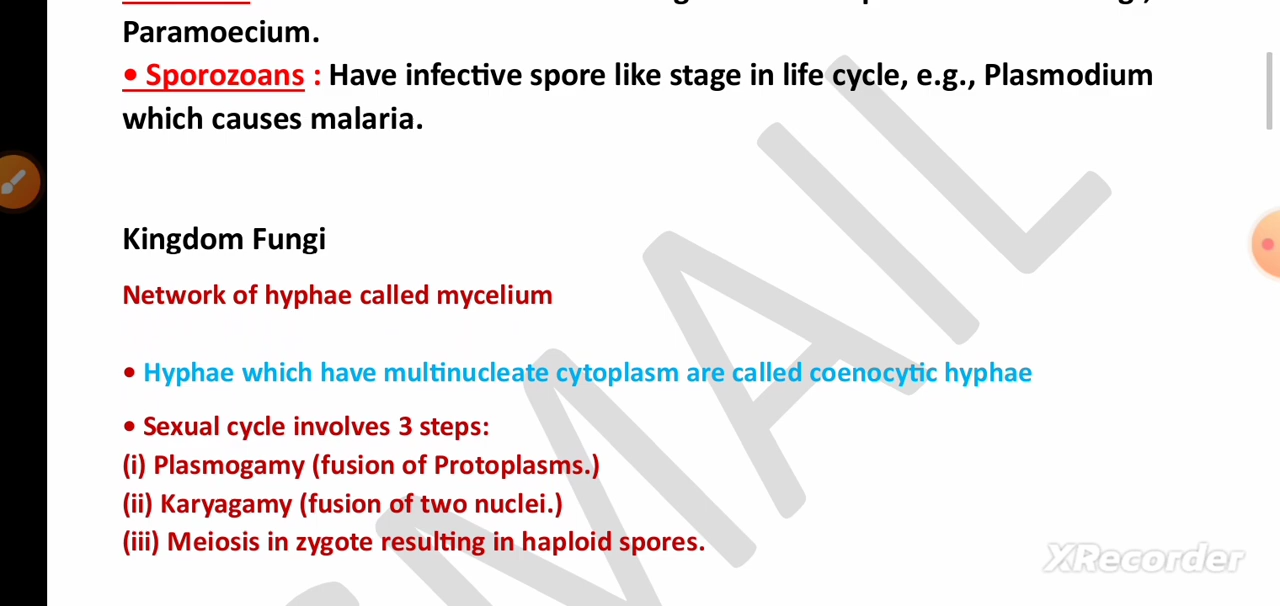 Paramoecium.
• Sporozoans : Have infective spore like stage in life cycle, e.g., Plasmodium
which causes malaria.
Kingdom Fungi
Network of hyphae called mycelium
• Hyphae which have multinucleate cytoplasm are called coenocytic hyphae
• Sexual cycle involves 3 steps:
(i) Plasmogamy (fusion of Protoplasms.)
(ii) Karyagamy (fusion of two nuclei.)
(iii) Meiosis in zygote resulting in haploid spores.
XRecorder